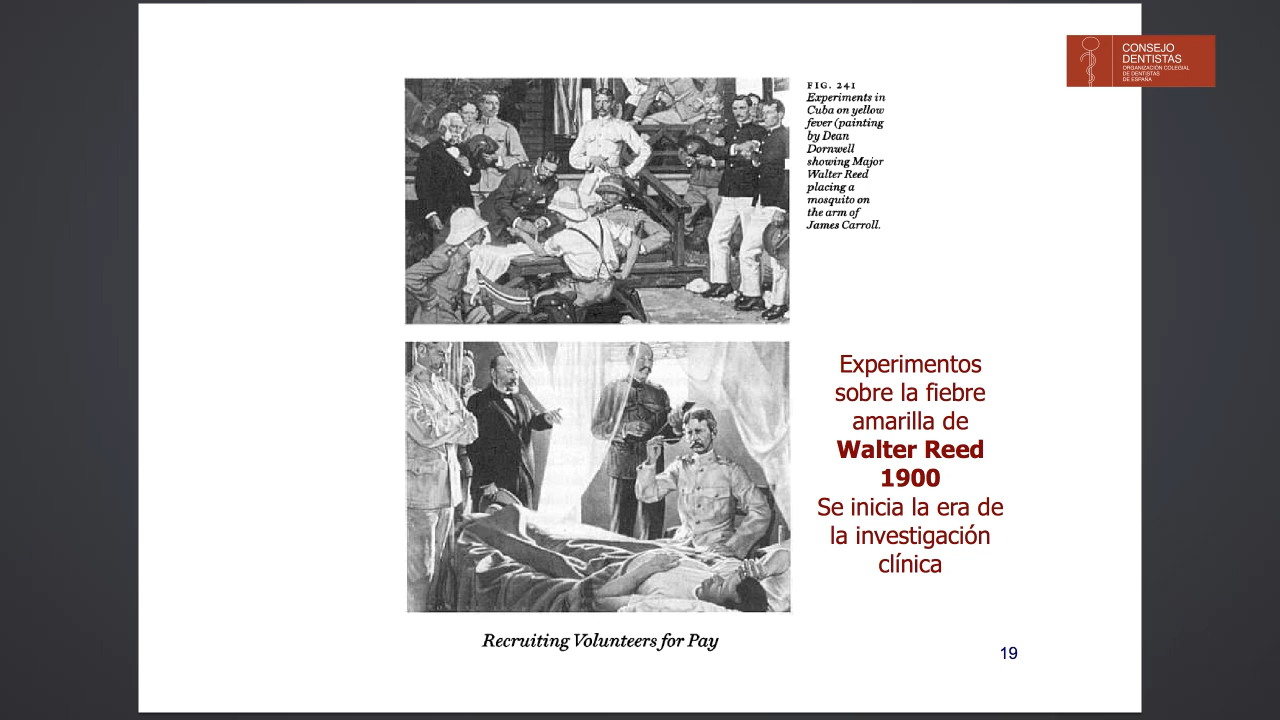 CONSEJO
DENTISTAS
ORGANIZACIÓN COLEGIAL
DE DENTISTAS
DE ESPAÑA
FIG. 241
Experiments in
Cuba on yellow
fever (painting
by Dean
Dornwell
showing Major
Walter Reed
placing a
mosquito on
the arm of
James Carroll.
Experimentos
sobre la fiebre
amarilla de
Walter Reed
1900
Se inicia la era de
la investigación
clínica
Recruiting Volunteers for Pay
19